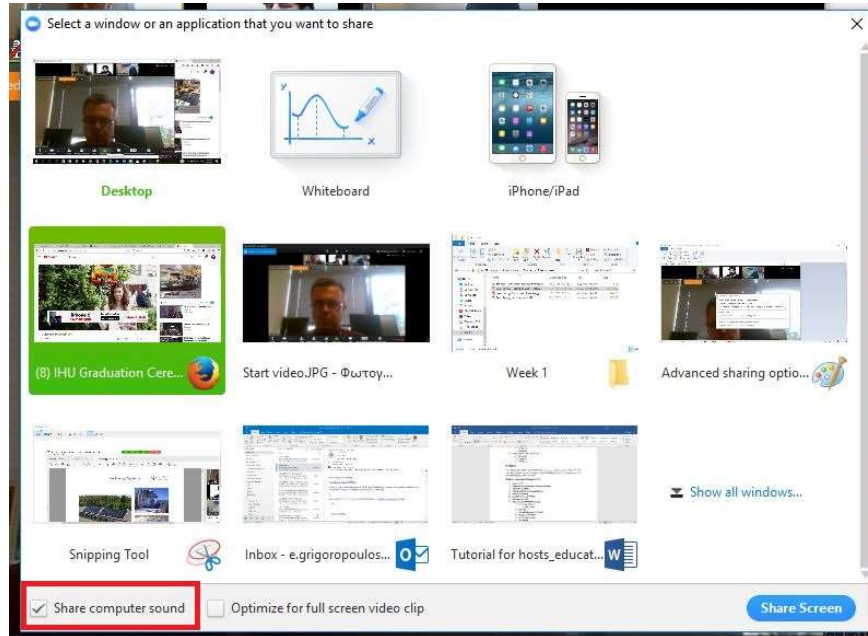 Select a window or an application that you want to share
Desktop
Whiteboard
iPhone/iPad
(8) IHU Graduation Cere...
Start video.JPG - Φωτογ...
Week 1
Advanced sharing optio...
Snipping Tool
Inbox - e.grigoropoulos...
Tutorial for hosts_educat...
Show all windows...
Share computer sound
Optimize for full screen video clip
Share Screen